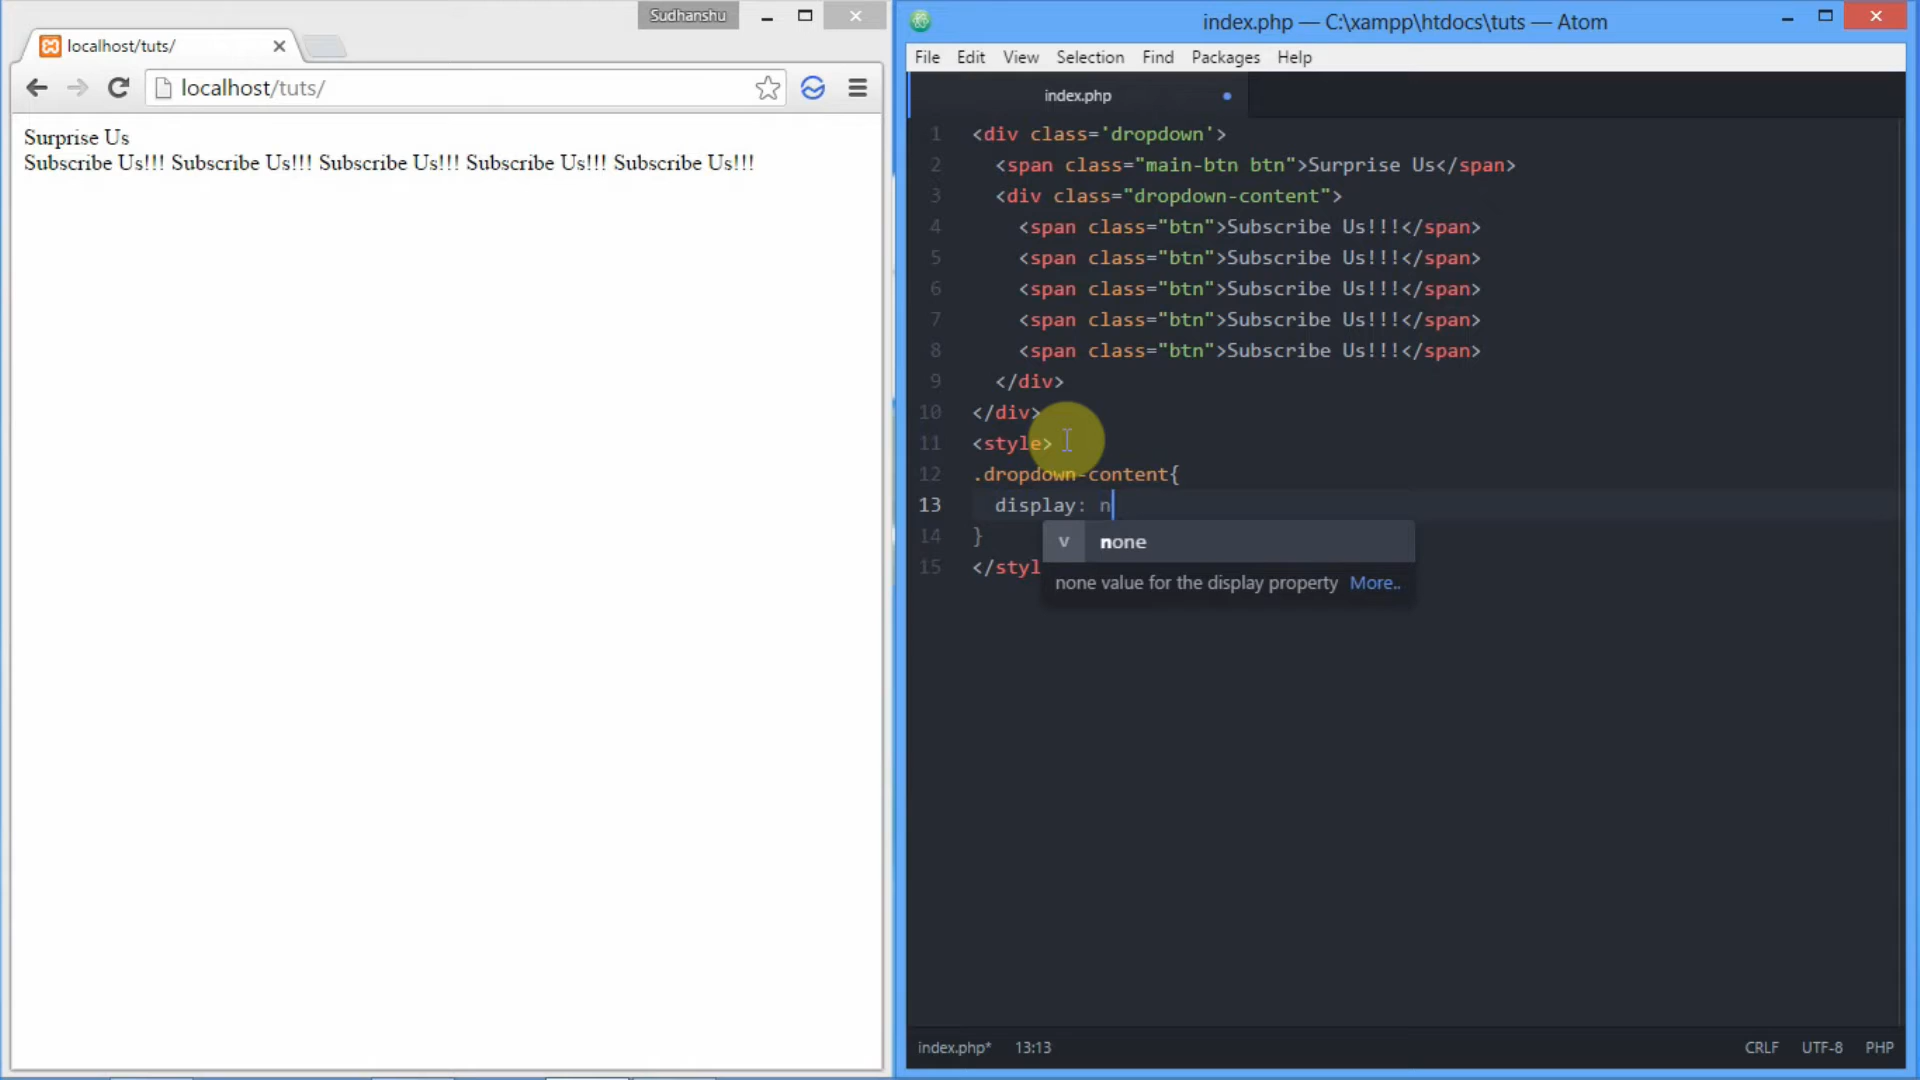 Sudhanshu
localhost/tuts/
localhost/tuts/
Surprise Us
Subscribe Us!!! Subscribe Us!!! Subscribe Us!!! Subscribe Us!!! Subscribe Us!!!
index.php — C:\xampp\htdocs\tuts — Atom
File Edit View Selection Find Packages Help
index.php
1 <div class='dropdown'>
2 <span class="main-btn btn">Surprise Us</span>
3 <div class="dropdown-content">
4 <span class="btn">Subscribe Us!!!</span>
5 <span class="btn">Subscribe Us!!!</span>
6 <span class="btn">Subscribe Us!!!</span>
7 <span class="btn">Subscribe Us!!!</span>
8 <span class="btn">Subscribe Us!!!</span>
9 </div>
10 </div>
11 <style>
12 .dropdown-content{
13 display: n
14 }
v none
15 </styl
none value for the display property More..
index.php* 13:13 CRLF UTF-8 PHP